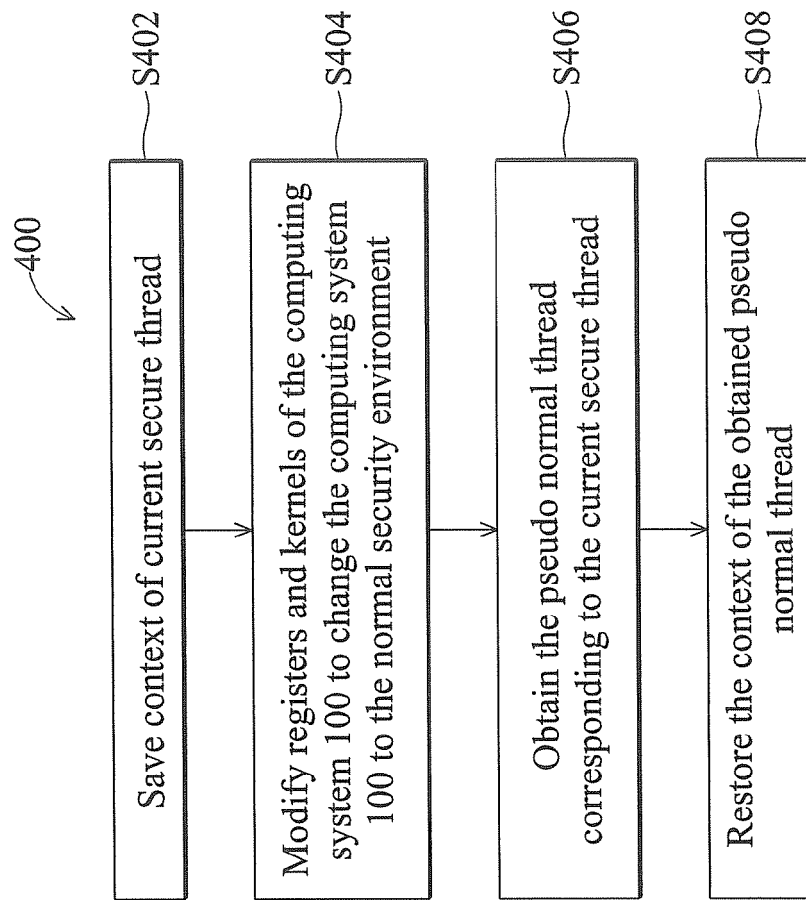 400
Save context of current secure thread
S402
Modify registers and kernels of the computing
system 100 to change the computing system
100 to the normal security environment
S404
Obtain the pseudo normal thread
corresponding to the current secure thread
S406
Restore the context of the obtained pseudo
normal thread
S408